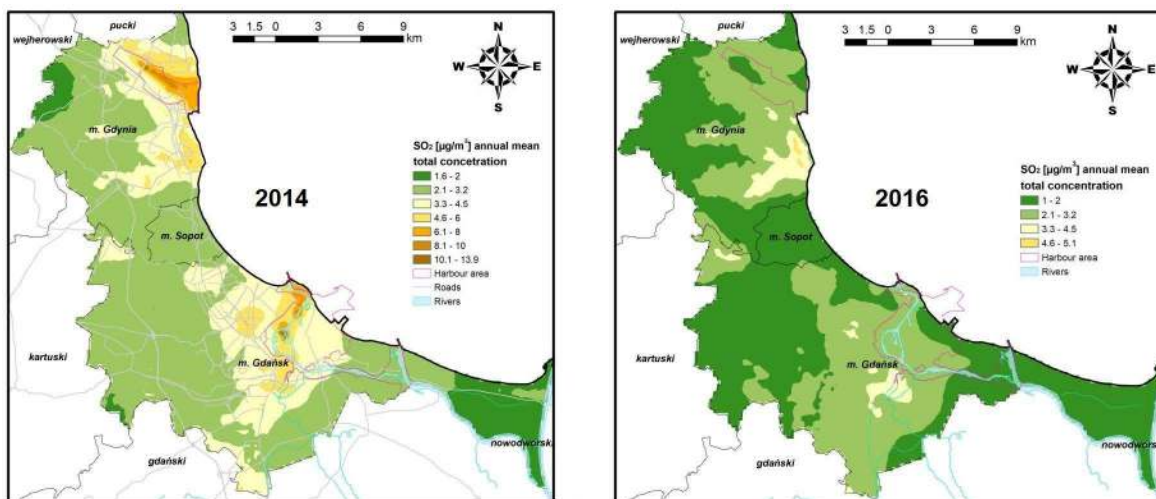 pucki
wejherowski
3 1.5 0 3 6 9
km
N
W E
S
m. Gdynia
SO₂ [µg/m³] annual mean
total concetration
1.6 - 2
2.1 - 3.2
3.3 - 4.5
4.6 - 6
6.1 - 8
8.1 - 10
10.1 - 13.9
Harbour area
Roads
Rivers
2014
m. Sopot
kartuski
m. Gdańsk
nowodworski
gdański
pucki
wejherowski
3 1.5 0 3 6 9
km
N
W E
S
m. Gdynia
SO₂ [µg/m³] annual mean
total concentration
1 - 2
2.1 - 3.2
3.3 - 4.5
4.6 - 5.1
Harbour area
Rivers
2016
m. Sopot
kartuski
m. Gdańsk
nowodworski
gdański